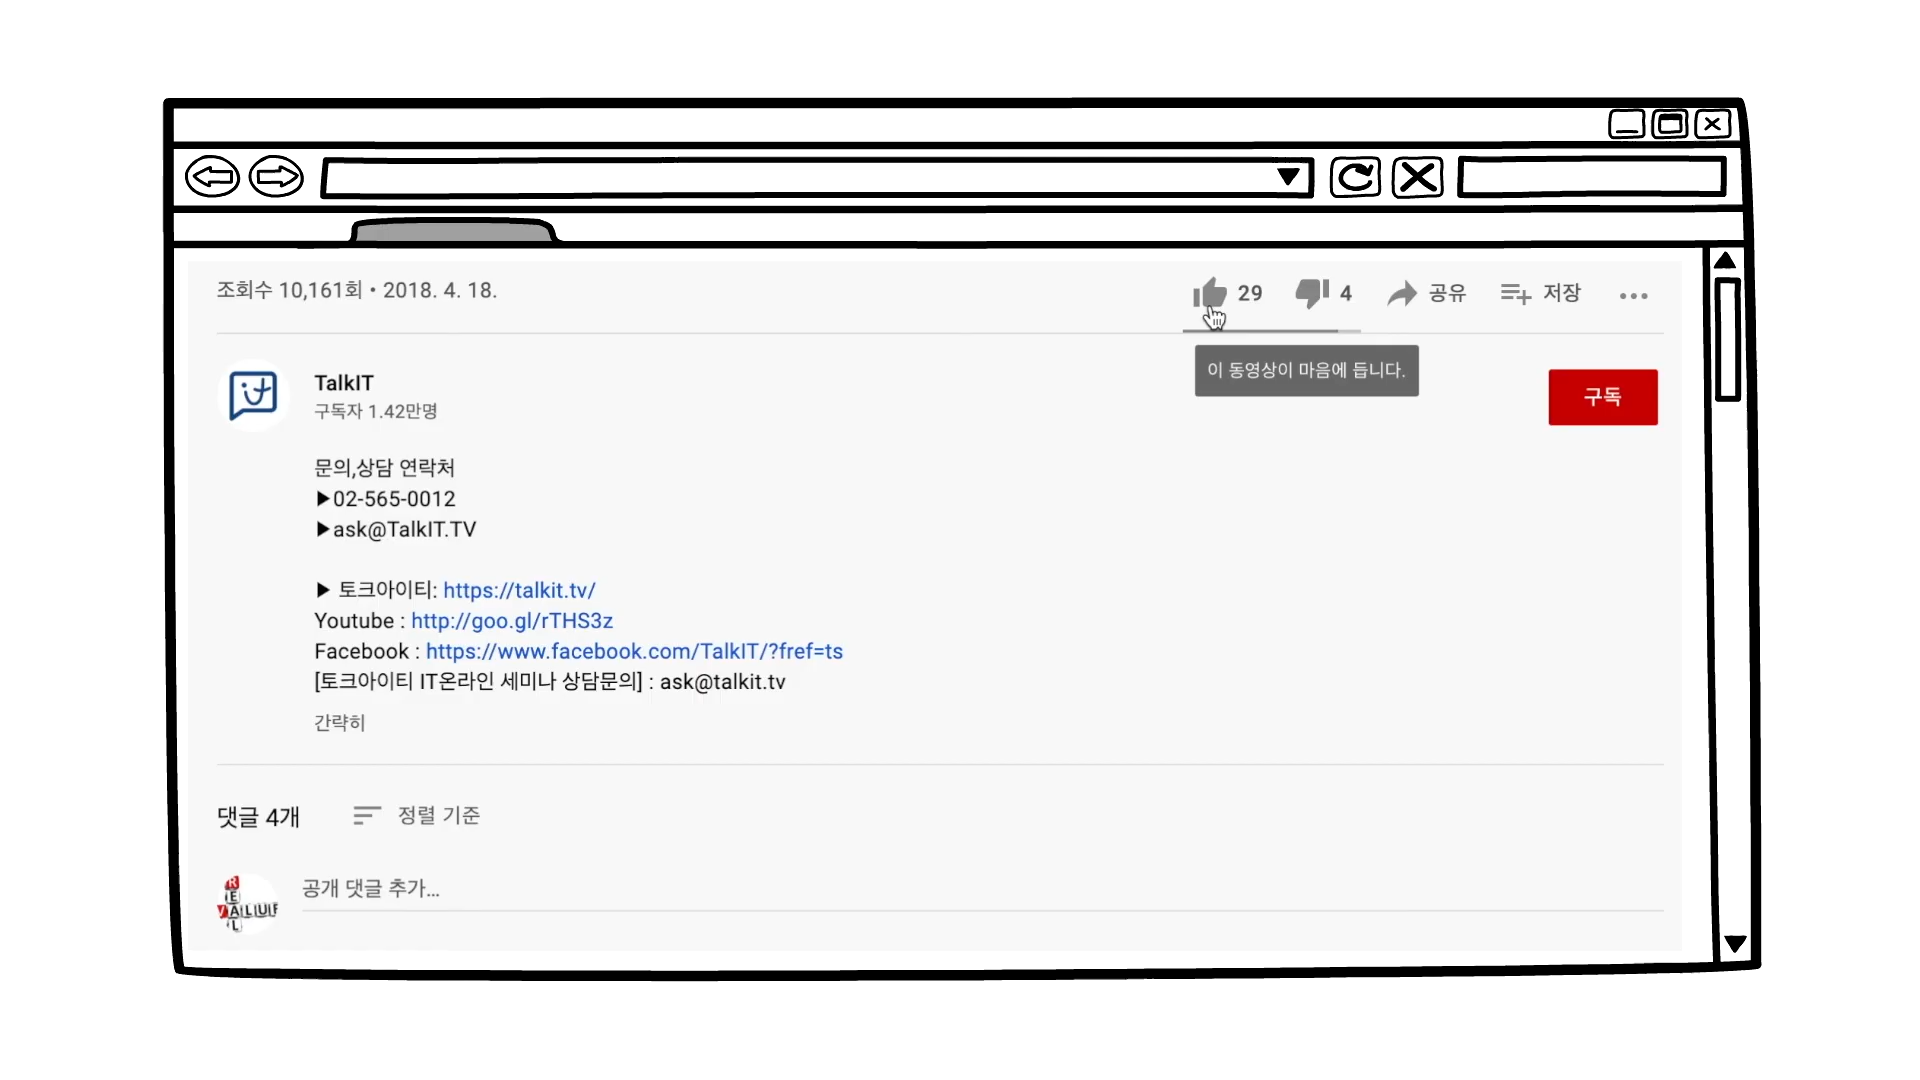 조회수 10,161회 • 2018. 4. 18.
29
4
공유
저장
이 동영상이 마음에 듭니다.
TalkIT
구독자 1.42만명
구독
문의,상담 연락처
▶02-565-0012
▶ask@TalkIT.TV
▶ 토크아이티: https://talkit.tv/
Youtube : http://goo.gl/rTHS3z
Facebook : https://www.facebook.com/TalkIT/?fref=ts
[토크아이티 IT온라인 세미나 상담문의] : ask@talkit.tv
간략히
댓글 4개
정렬 기준
REAL
VALUE
공개 댓글 추가...